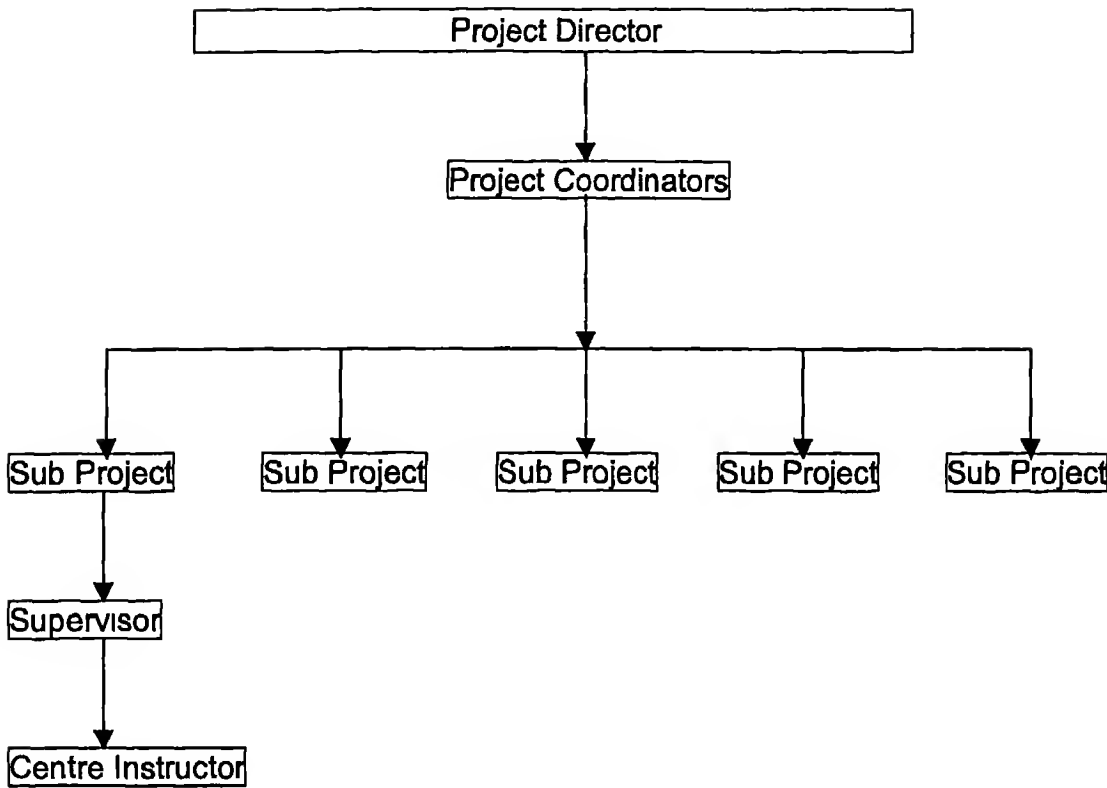 Project Director
Project Coordinators
Sub Project
Sub Project
Sub Project
Sub Project
Sub Project
Supervisor
Centre Instructor